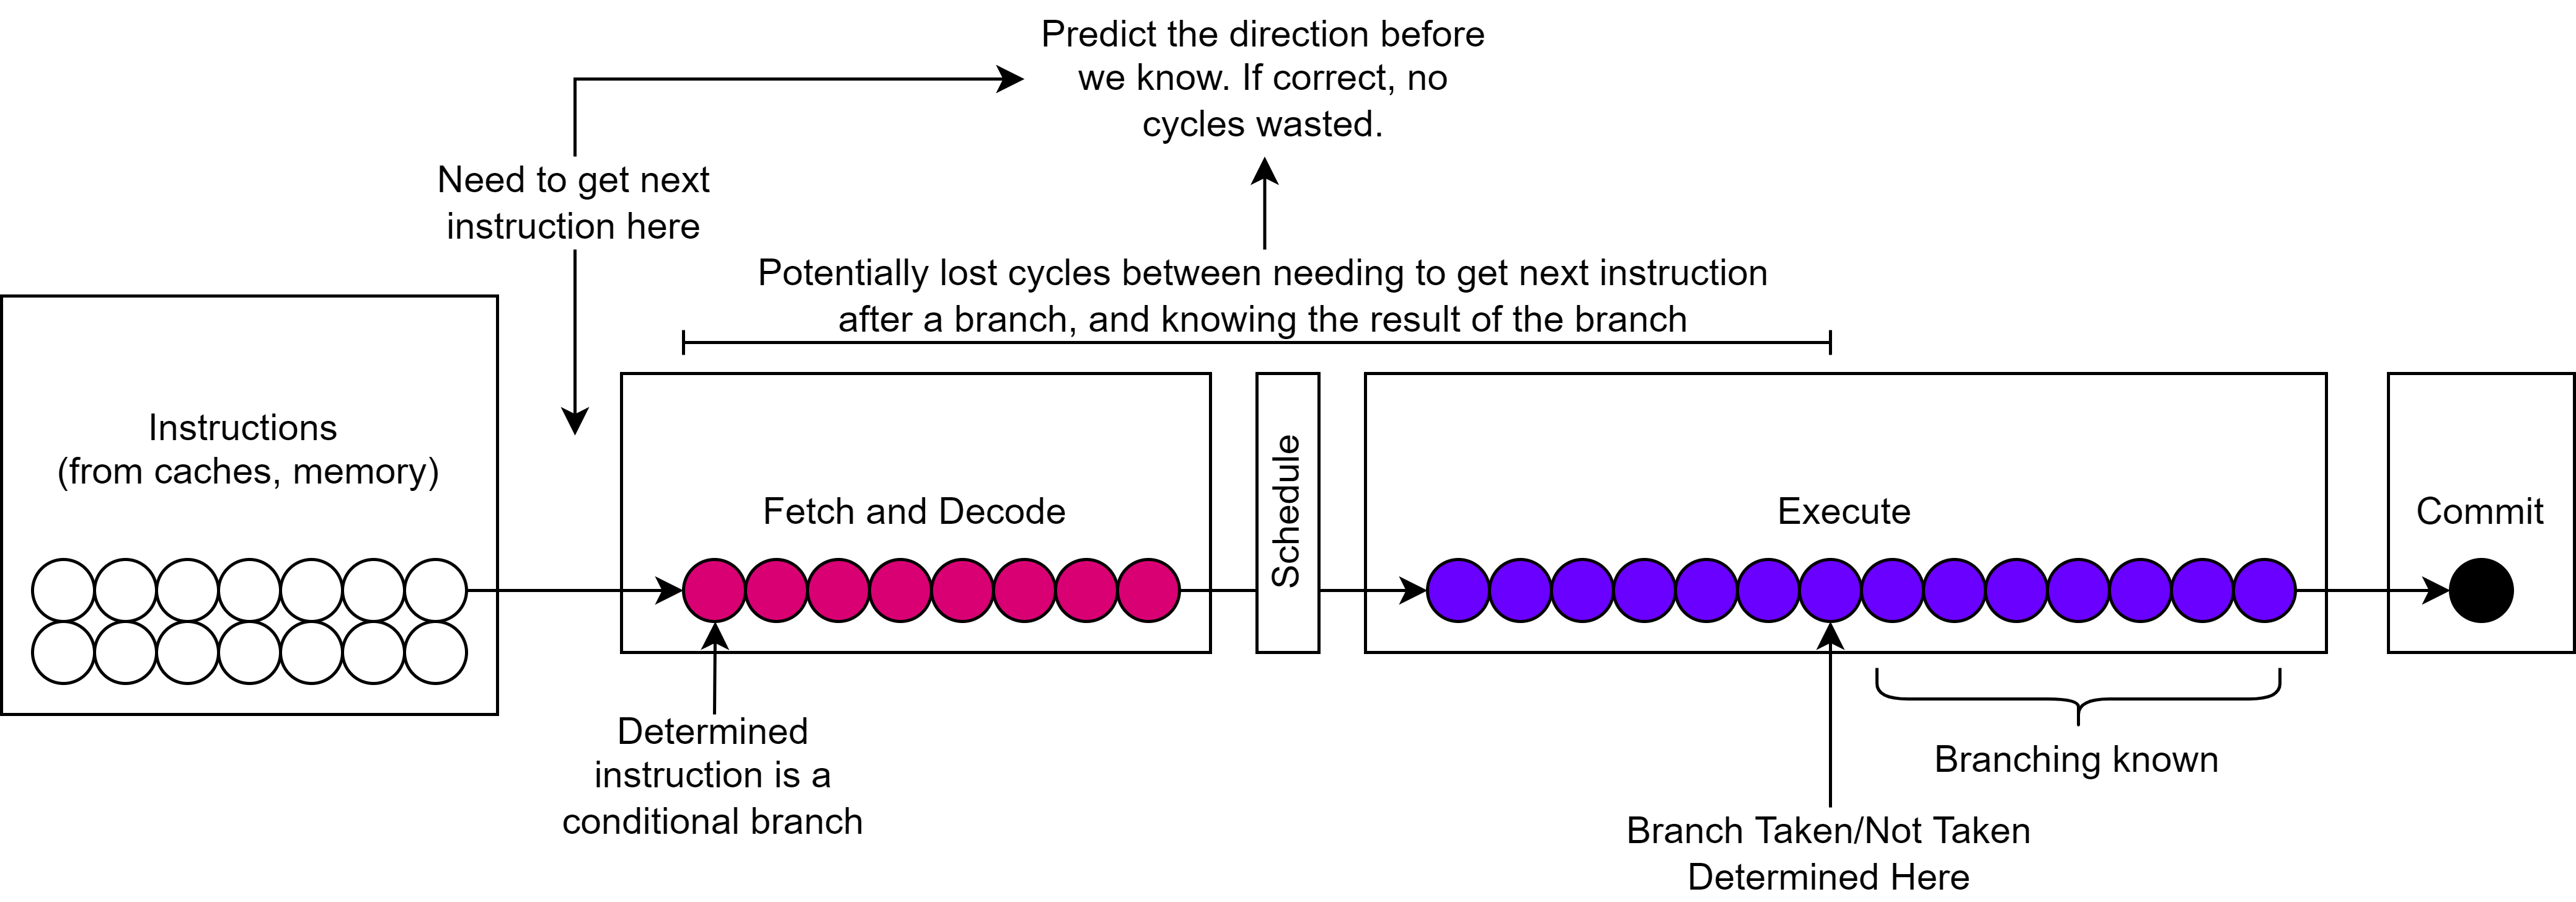 Predict the direction before
we know. If correct, no
cycles wasted.
Need to get next
instruction here
Potentially lost cycles between needing to get next instruction
after a branch, and knowing the result of the branch
Instructions
(from caches, memory)
Fetch and Decode
Schedule
Execute
Commit
Determined
instruction is a
conditional branch
Branching known
Branch Taken/Not Taken
Determined Here